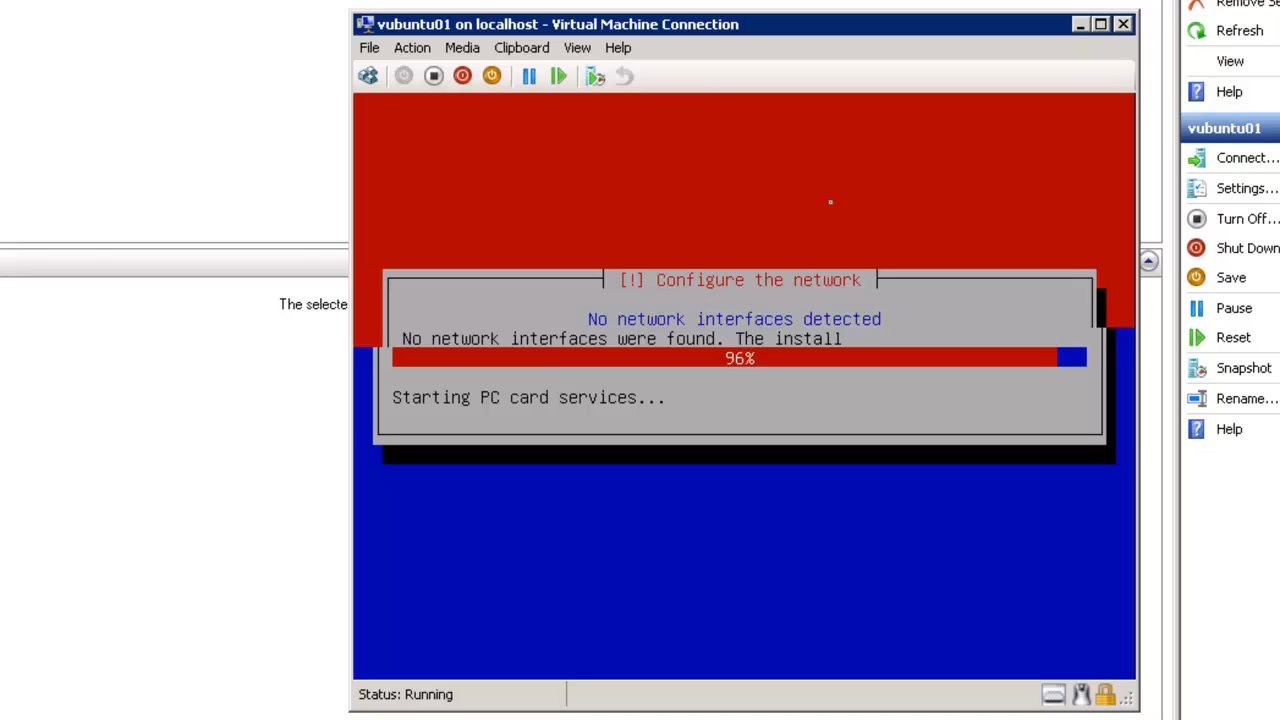 vubuntu01 on localhost - Virtual Machine Connection
File Action Media Clipboard View Help
[!] Configure the network
No network interfaces detected
No network interfaces were found. The install
96%
Starting PC card services...
Status: Running
The selecte
Remove Se
Refresh
View
Help
vubuntu01
Connect...
Settings...
Turn Off...
Shut Down
Save
Pause
Reset
Snapshot
Rename...
Help